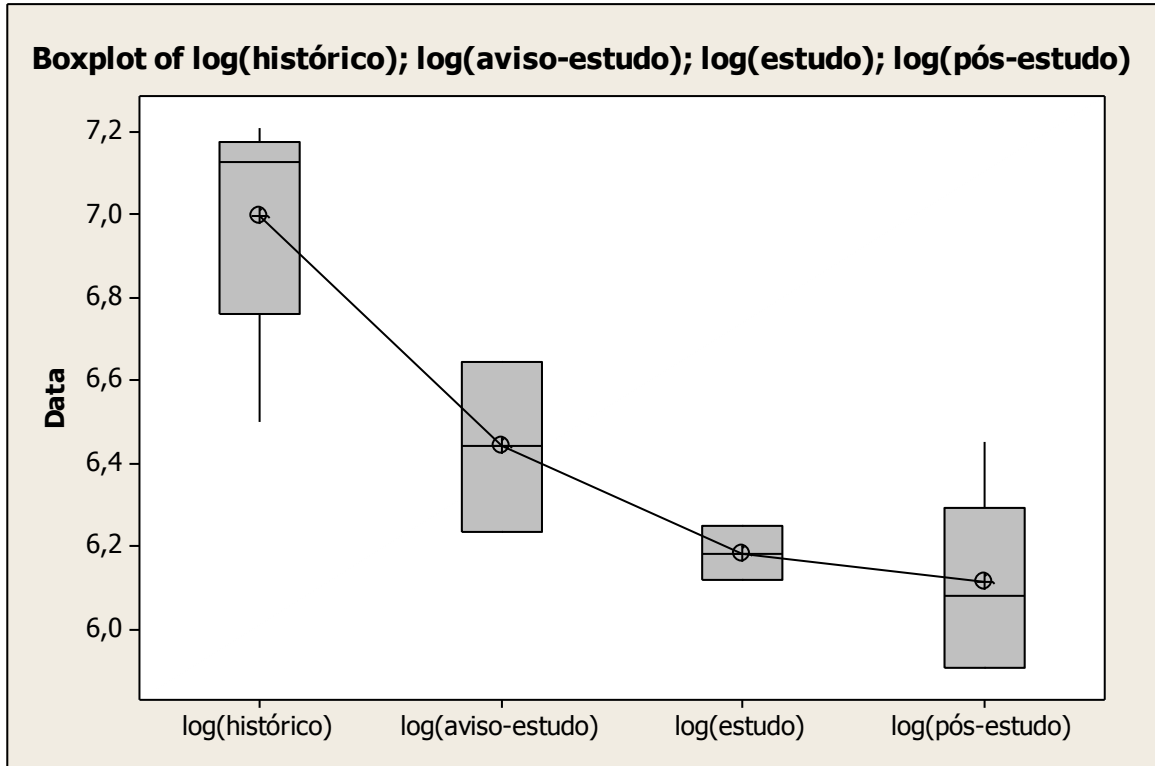 Boxplot of log(histórico); log(aviso-estudo); log(estudo); log(pós-estudo)
7,2
7,0
6,8
6,6
6,4
6,2
6,0
Data
log(histórico)
log(aviso-estudo)
log(estudo)
log(pós-estudo)